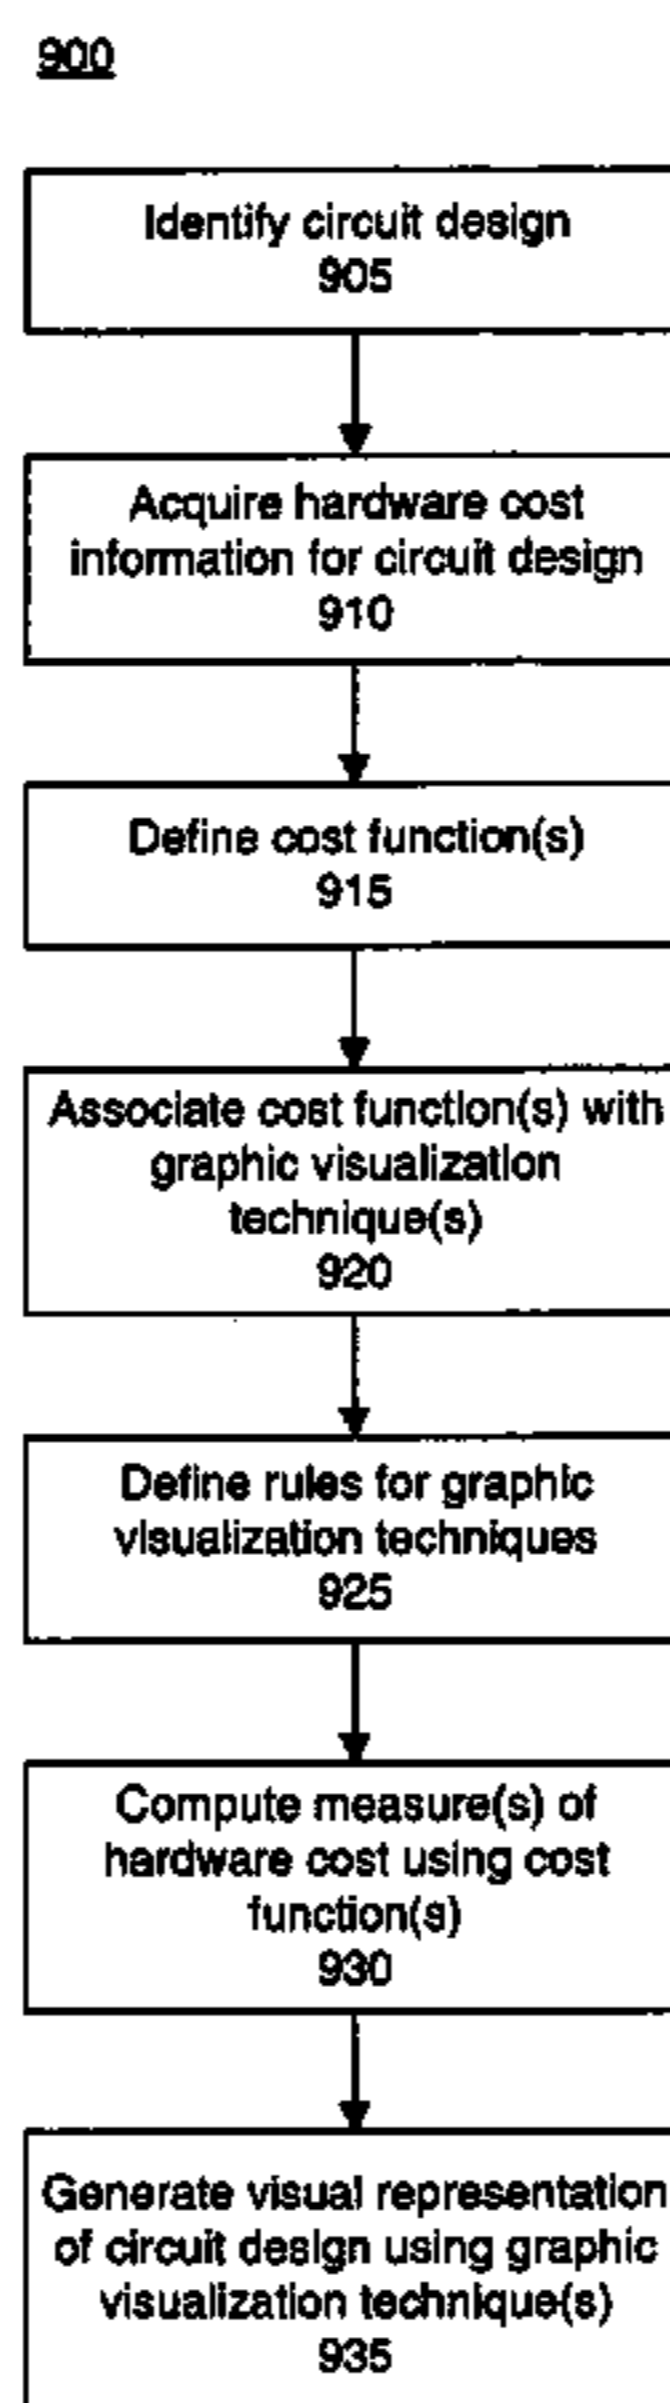 900
Identify circuit design
905
Acquire hardware cost
information for circuit design
910
Define cost function(s)
915
Associate cost function(s) with
graphic visualization
technique(s)
920
Define rules for graphic
visualization techniques
925
Compute measure(s) of
hardware cost using cost
function(s)
930
Generate visual representation
of circuit design using graphic
visualization technique(s)
935